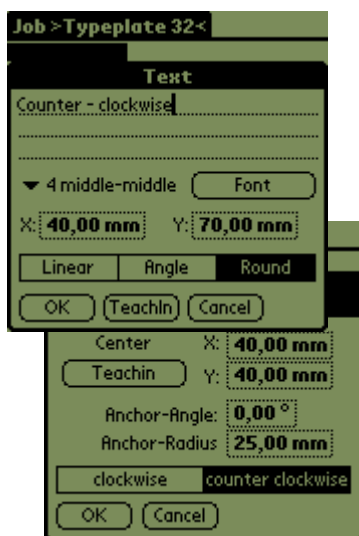 Job >Typeplate 32<
Text
Counter - clockwise
4 middle-middle Font
X: 40,00 mm Y: 70,00 mm
Linear Angle Round
OK TeachIn Cancel
Center X: 40,00 mm
Teachin Y: 40,00 mm
Anchor-Angle: 0,00 °
Anchor-Radius 25,00 mm
clockwise counter clockwise
OK Cancel